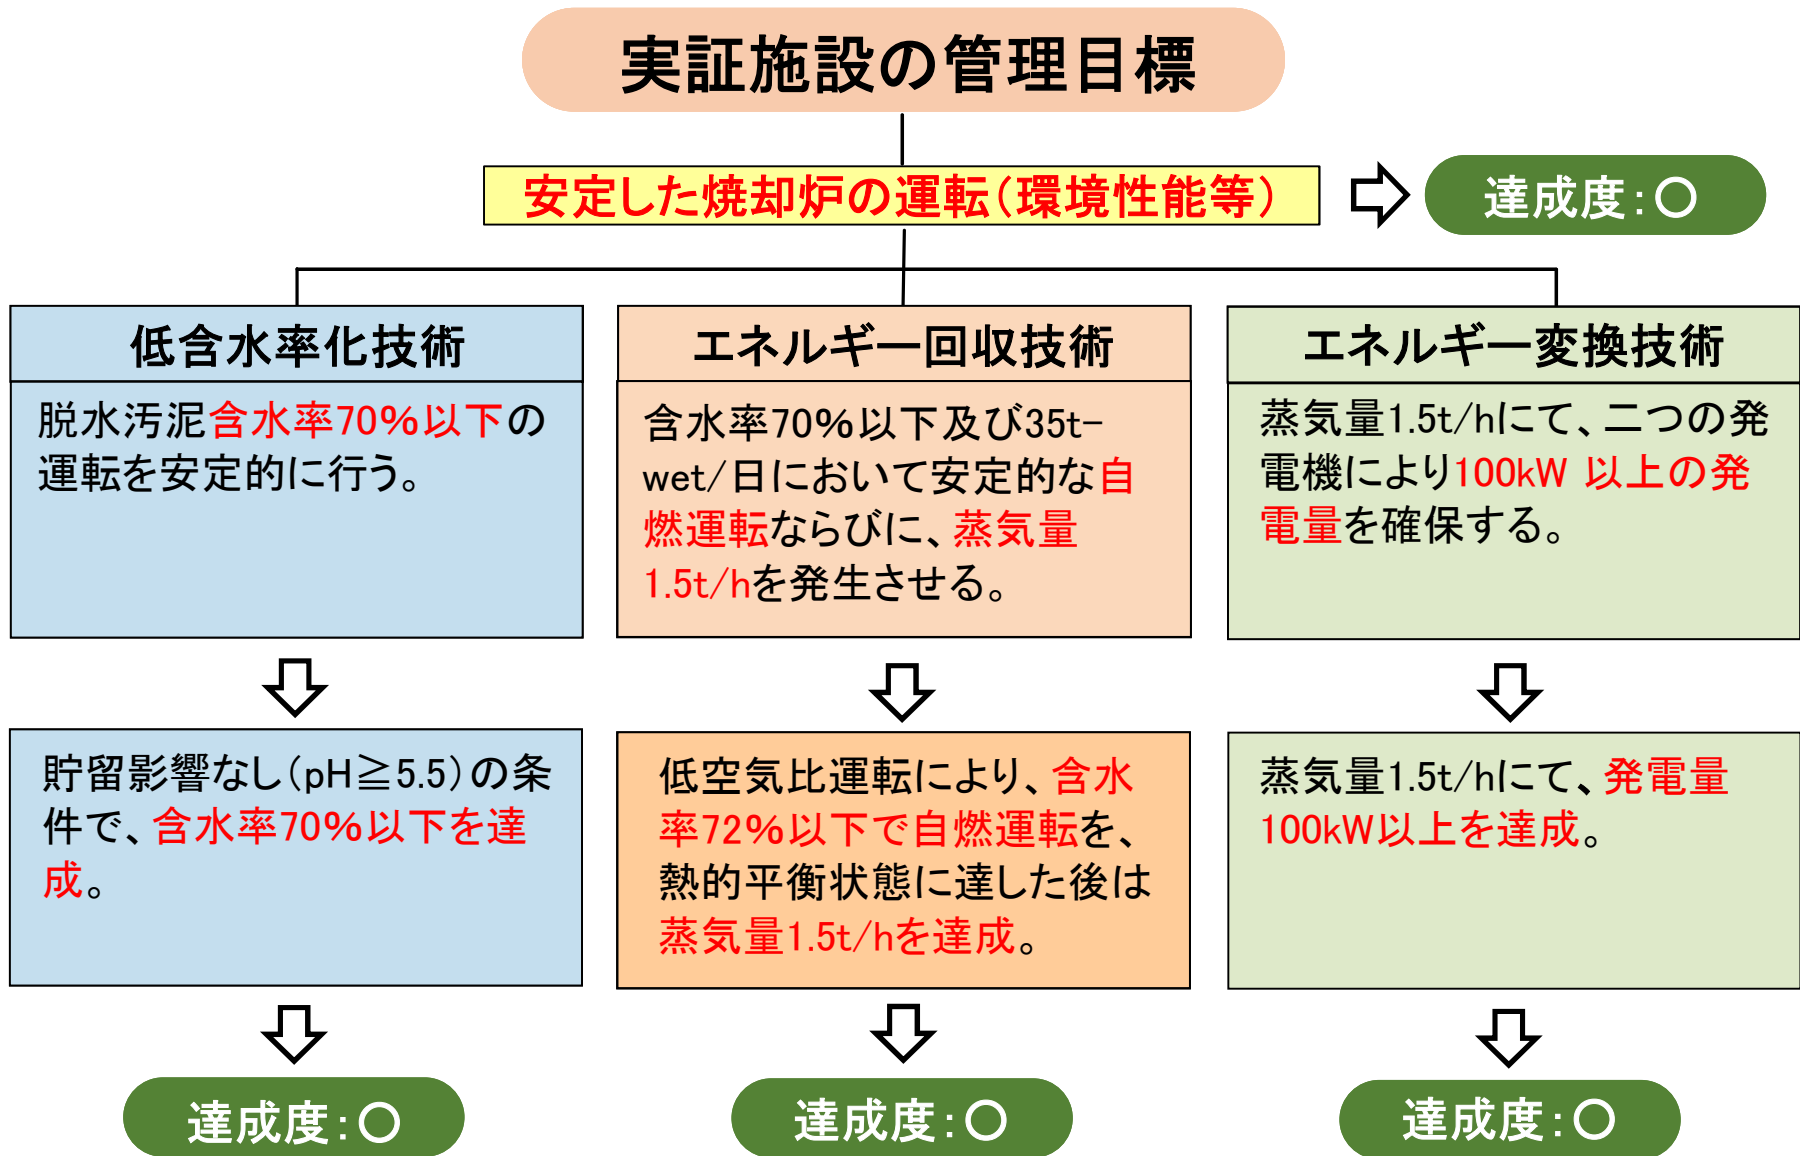 実証施設の管理目標
安定した焼却炉の運転（環境性能等）
達成度：〇
低含水率化技術
脱水汚泥含水率70%以下の
運転を安定的に行う。
貯留影響なし（pH≧5.5）の条
件で、含水率70%以下を達
成。
達成度：〇
エネルギー回収技術
含水率70%以下及び35t-
wet/日において安定的な自
燃運転ならびに、蒸気量
1.5t/hを発生させる。
低空気比運転により、含水
率72%以下で自燃運転を、
熱的平衡状態に達した後は
蒸気量1.5t/hを達成。
達成度：〇
エネルギー変換技術
蒸気量1.5t/hにて、二つの発
電機により100kW 以上の発
電量を確保する。
蒸気量1.5t/hにて、発電量
100kW以上を達成。
達成度：〇